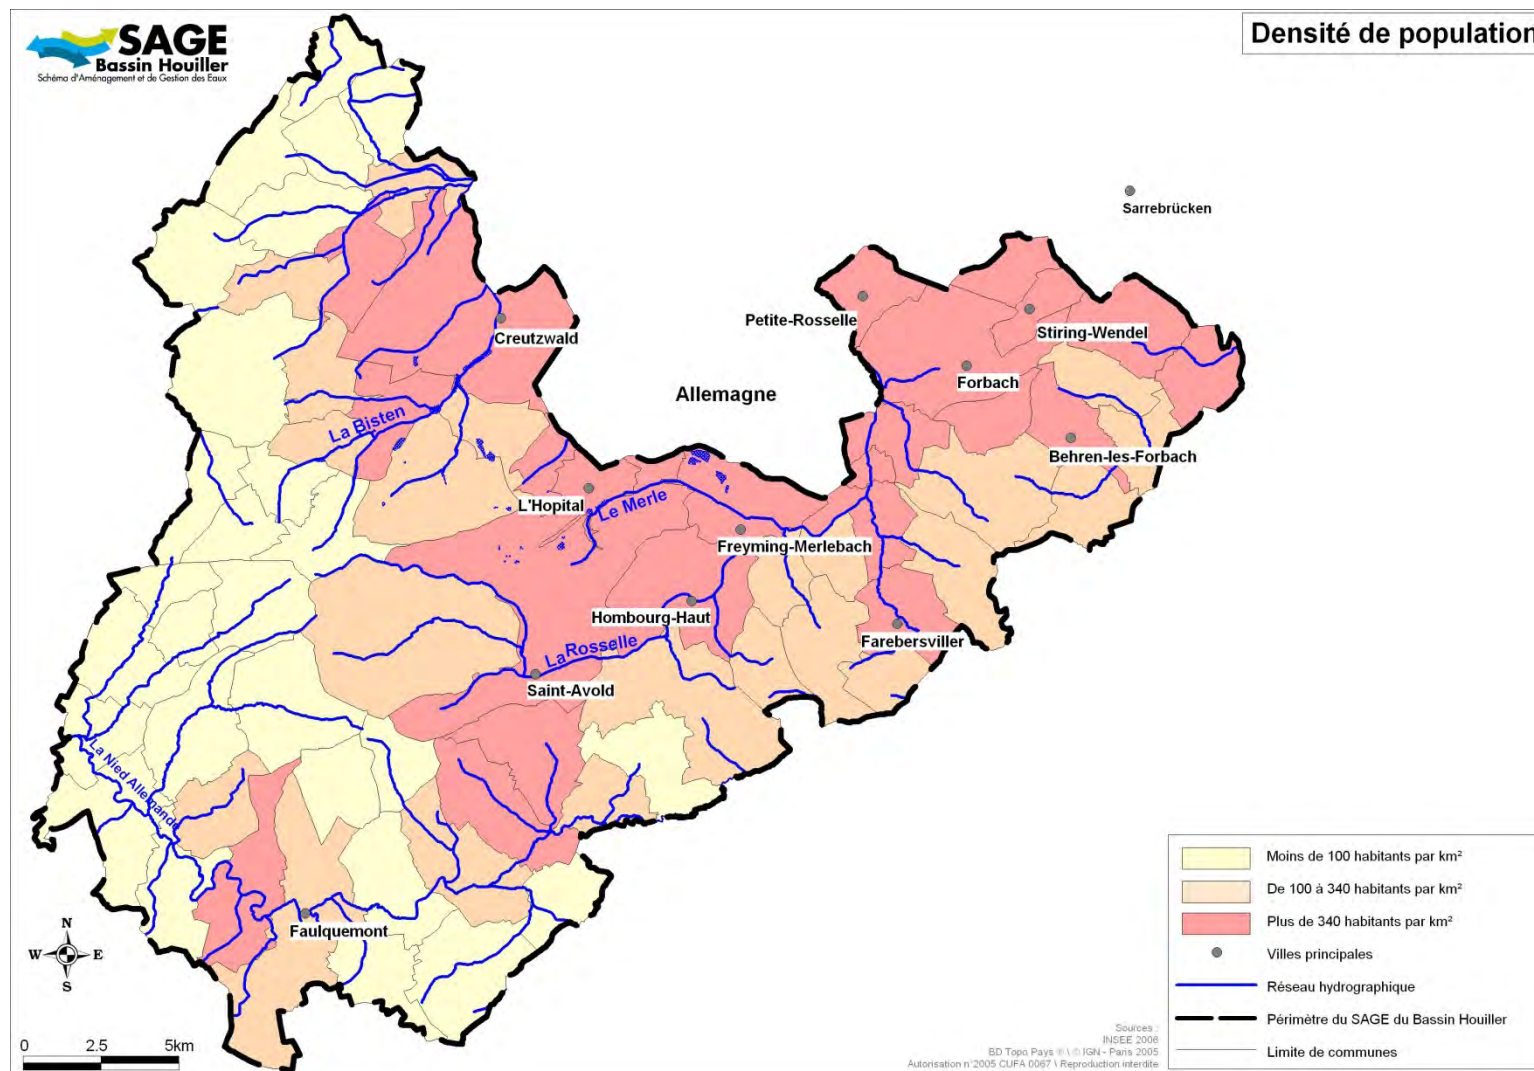 SAGE
Bassin Houiller
Schéma d'Aménagement et de Gestion des Eaux
Densité de population
Sarrebrücken
Petite-Rosselle
Stiring-Wendel
Creutzwald
Forbach
Allemagne
La Bisten
Behren-les-Forbach
L'Hopital
Le Merle
Freyming-Merlebach
Hombourg-Haut
Farebersviller
La Rosselle
Saint-Avold
La Nied Allemande
Faulquemont
N
W E
S
0 2.5 5km
Moins de 100 habitants par km²
De 100 à 340 habitants par km²
Plus de 340 habitants par km²
Villes principales
Réseau hydrographique
Périmètre du SAGE du Bassin Houiller
Limite de communes
Sources :
INSEE 2006
BD Topo Pays ® \ © IGN - Paris 2005
Autorisation n°2005 CUFA 0067 \ Reproduction interdite